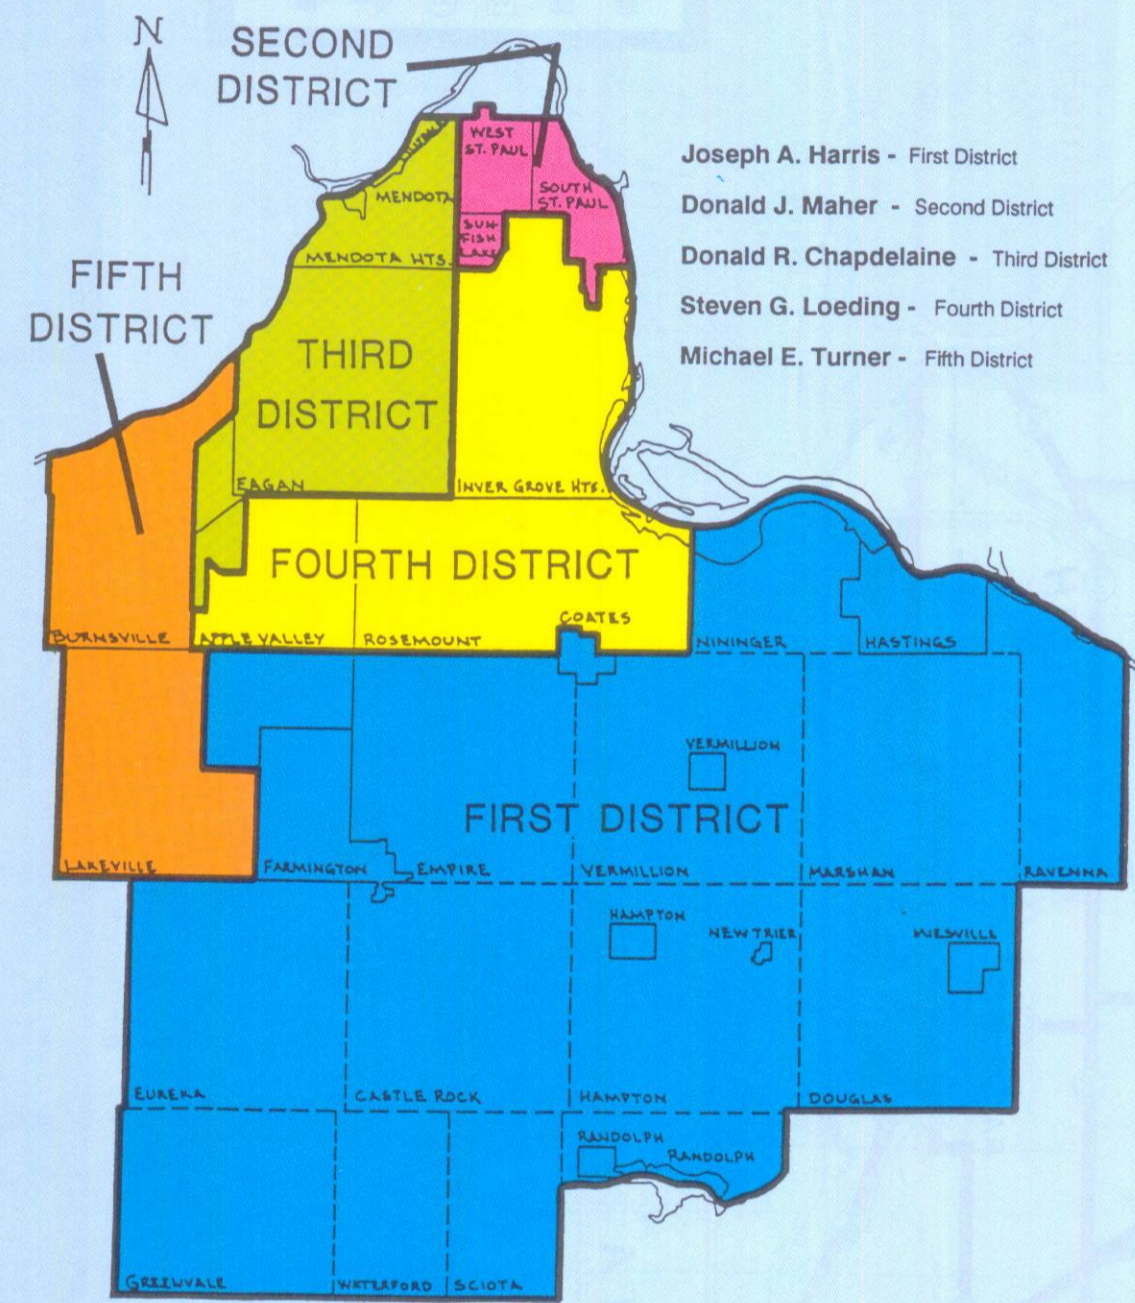 N
SECOND
DISTRICT
Joseph A. Harris - First District
Donald J. Maher - Second District
Donald R. Chapdelaine - Third District
Steven G. Loeding - Fourth District
Michael E. Turner - Fifth District
WEST
ST. PAUL
SOUTH
ST. PAUL
MENDOTA
SUN-
FISH
LAKE
MENDOTA HTS.
FIFTH
DISTRICT
THIRD
DISTRICT
EAGAN
INVER GROVE HTS.
FOURTH DISTRICT
COATES
BURNSVILLE
APPLE VALLEY
ROSEMOUNT
NININGER
HASTINGS
VERMILLION
FIRST DISTRICT
LAKEVILLE
FARMINGTON
EMPIRE
VERMILLION
MARSHAN
RAVENNA
HAMPTON
NEW TRIER
MIESVILLE
EUREKA
CASTLE ROCK
HAMPTON
DOUGLAS
RANDOLPH
RANDOLPH
GREENVALE
WATERFORD
SCIOTA